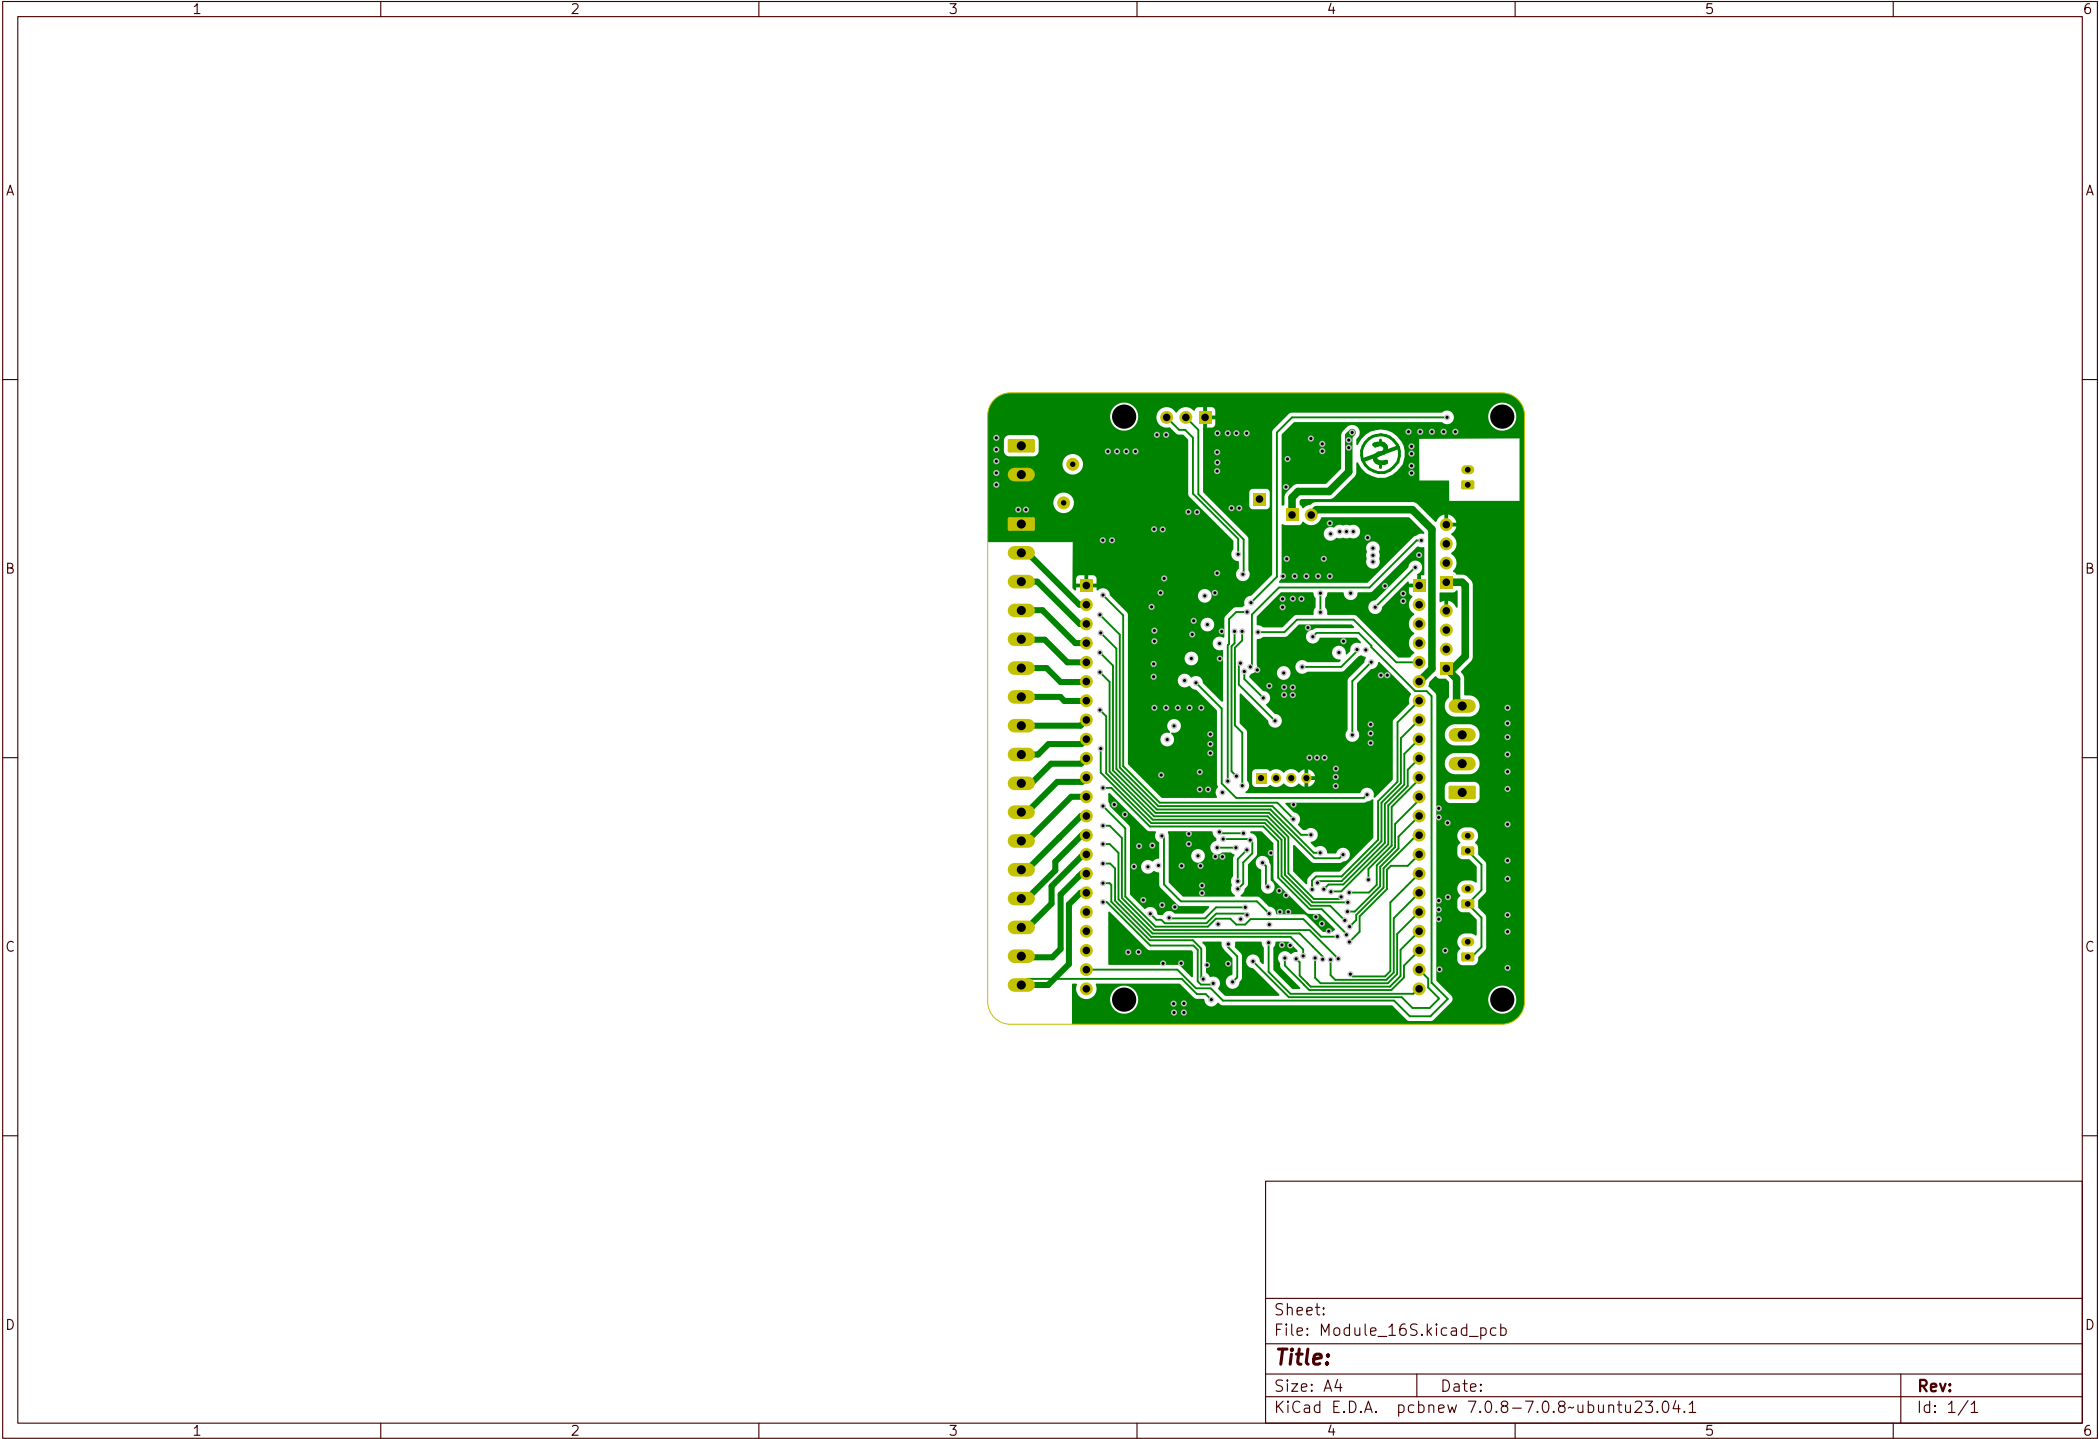 1 2 3 4 5 6
A A
B B
C C
D D
Sheet:
File: Module_16S.kicad_pcb
Title:
Size: A4 Date: Rev:
KiCad E.D.A. pcbnew 7.0.8-7.0.8~ubuntu23.04.1 Id: 1/1
1 2 3 4 5 6